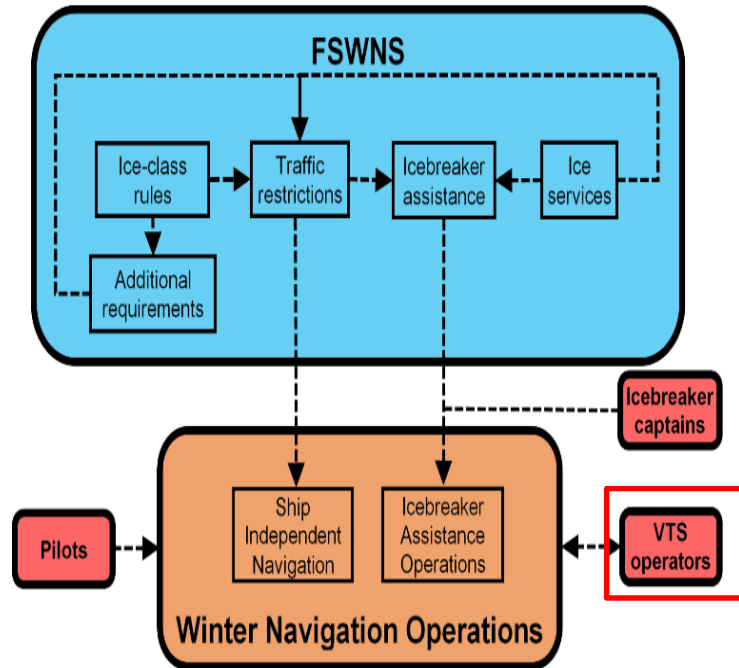 FSWNS
Ice-class
rules
Traffic
restrictions
Icebreaker
assistance
Ice
services
Additional
requirements
Icebreaker
captains
Ship
Independent
Navigation
Icebreaker
Assistance
Operations
Pilots
VTS
operators
Winter Navigation Operations